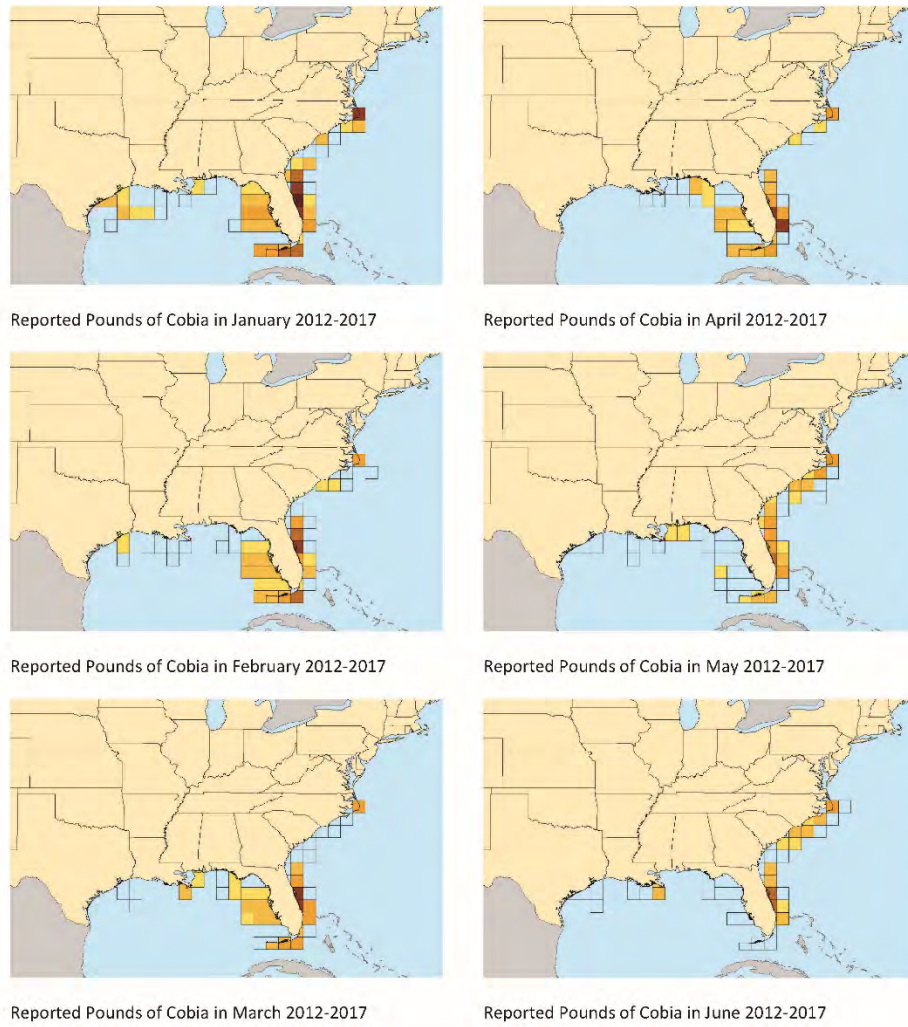 Reported Pounds of Cobia in January 2012-2017
Reported Pounds of Cobia in April 2012-2017
Reported Pounds of Cobia in February 2012-2017
Reported Pounds of Cobia in May 2012-2017
Reported Pounds of Cobia in March 2012-2017
Reported Pounds of Cobia in June 2012-2017